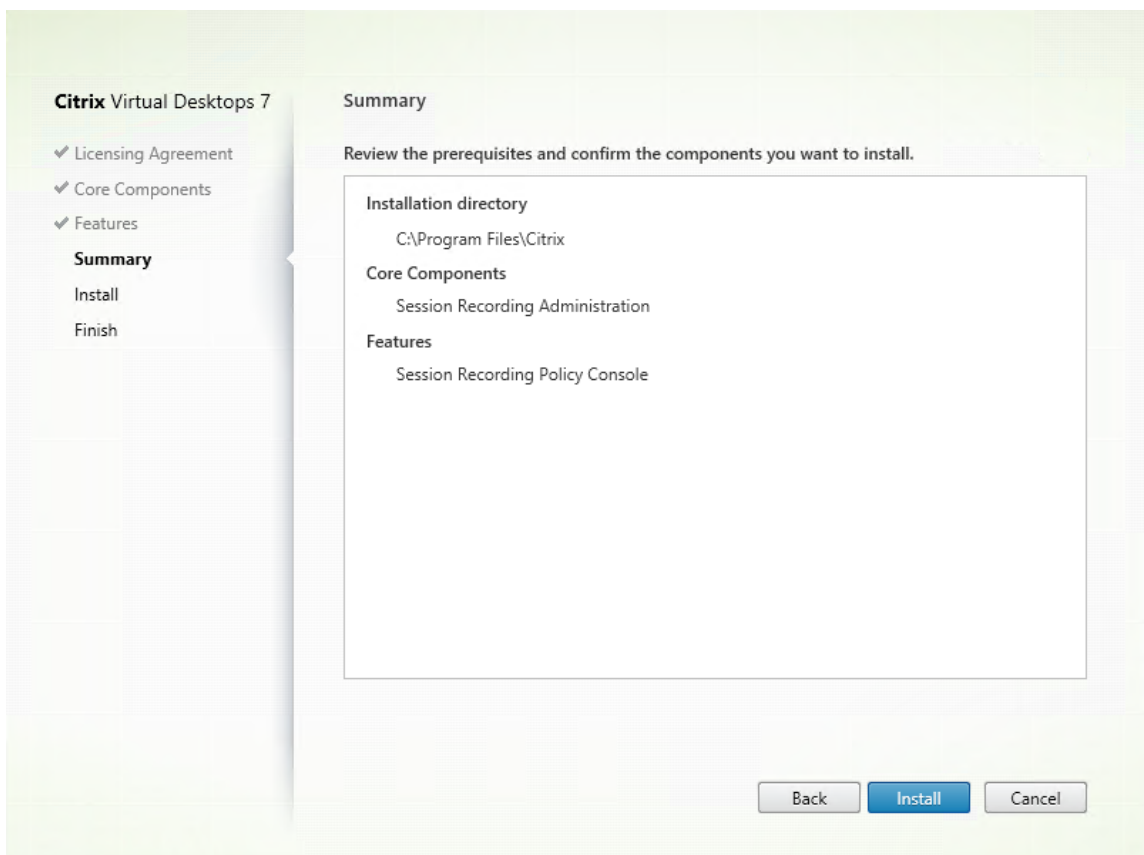 Citrix Virtual Desktops 7
✔ Licensing Agreement
✔ Core Components
✔ Features
Summary
Install
Finish
Summary
Review the prerequisites and confirm the components you want to install.
Installation directory
C:\Program Files\Citrix
Core Components
Session Recording Administration
Features
Session Recording Policy Console
Back
Install
Cancel